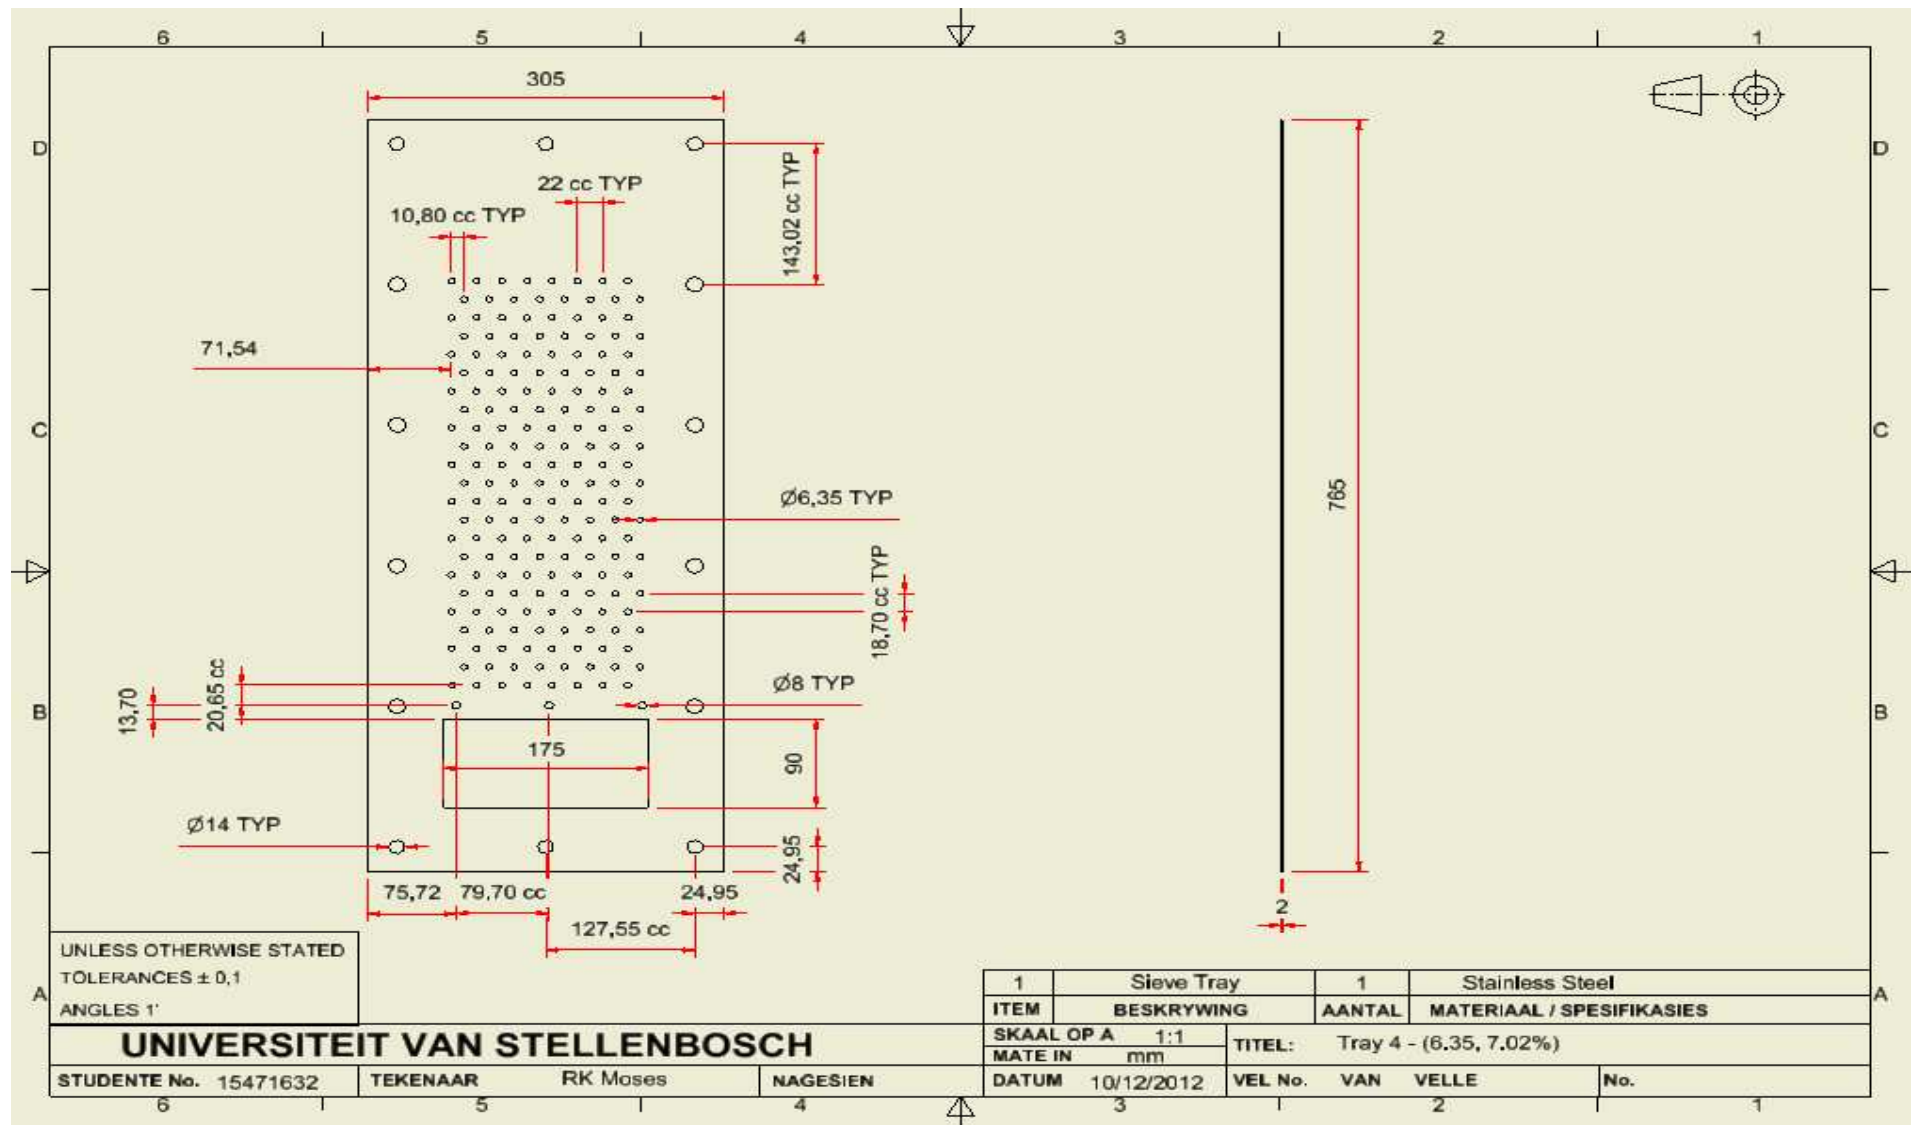 6 5 4 3 2 1
305
D D
22 cc TYP
143,02 cc TYP
10,80 cc TYP
71,54
C C
765
Ø6,35 TYP
18,70 cc TYP
20,65 cc
13,70
Ø8 TYP
B B
175
90
Ø14 TYP
24,95
75,72 79,70 cc 24,95
2
127,55 cc
UNLESS OTHERWISE STATED
TOLERANCES ± 0,1
ANGLES 1'
A A
1 Sieve Tray 1 Stainless Steel
ITEM BESKRYWING AANTAL MATERIAAL / SPESIFIKASIES
UNIVERSITEIT VAN STELLENBOSCH
SKAAL OP A 1:1
MATE IN mm
TITEL: Tray 4 - (6.35, 7.02%)
STUDENTE No. 15471632 TEKENAAR RK Moses NAGESIEN
DATUM 10/12/2012 VEL No. VAN VELLE No.
6 5 4 3 2 1